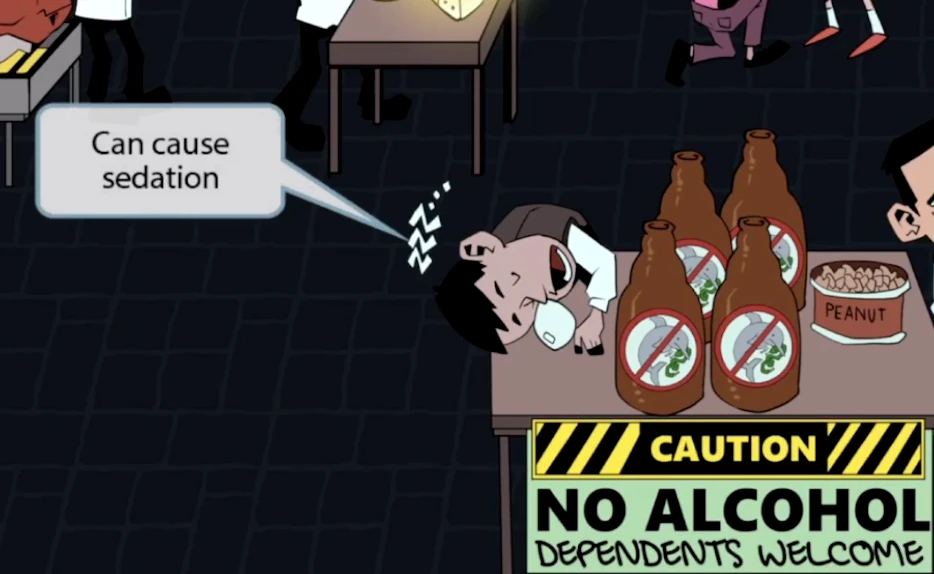 Can cause
sedation
PEANUT
CAUTION
NO ALCOHOL
DEPENDENTS WELCOME